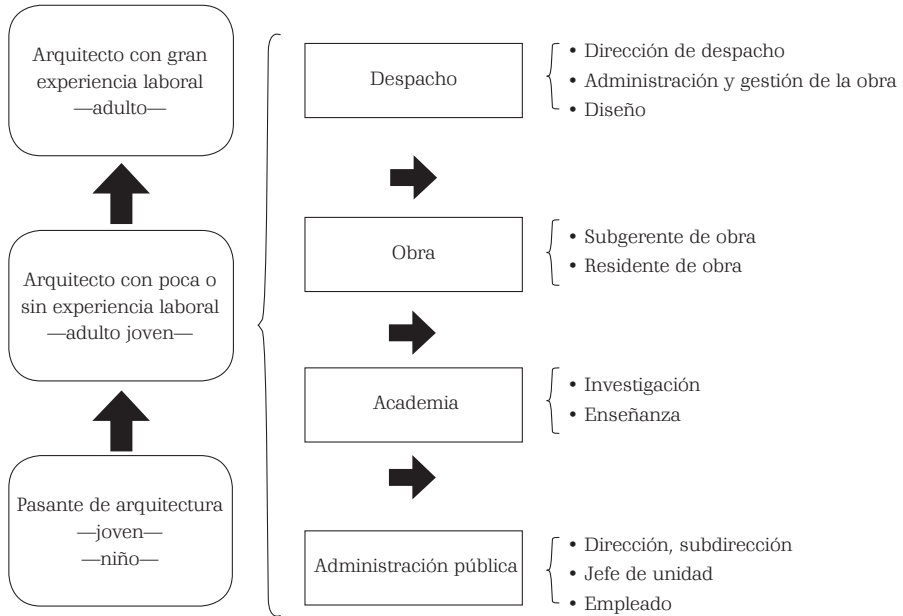 Arquitecto con gran
experiencia laboral
—adulto—
Arquitecto con poca o
sin experiencia laboral
—adulto joven—
Pasante de arquitectura
—joven—
—niño—
Despacho
• Dirección de despacho
• Administración y gestión de la obra
• Diseño
Obra
• Subgerente de obra
• Residente de obra
Academia
• Investigación
• Enseñanza
Administración pública
• Dirección, subdirección
• Jefe de unidad
• Empleado